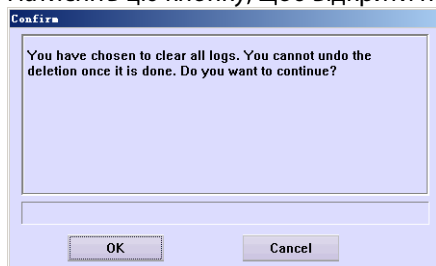 Confirm
You have chosen to clear all logs. You cannot undo the
deletion once it is done. Do you want to continue?
OK
Cancel